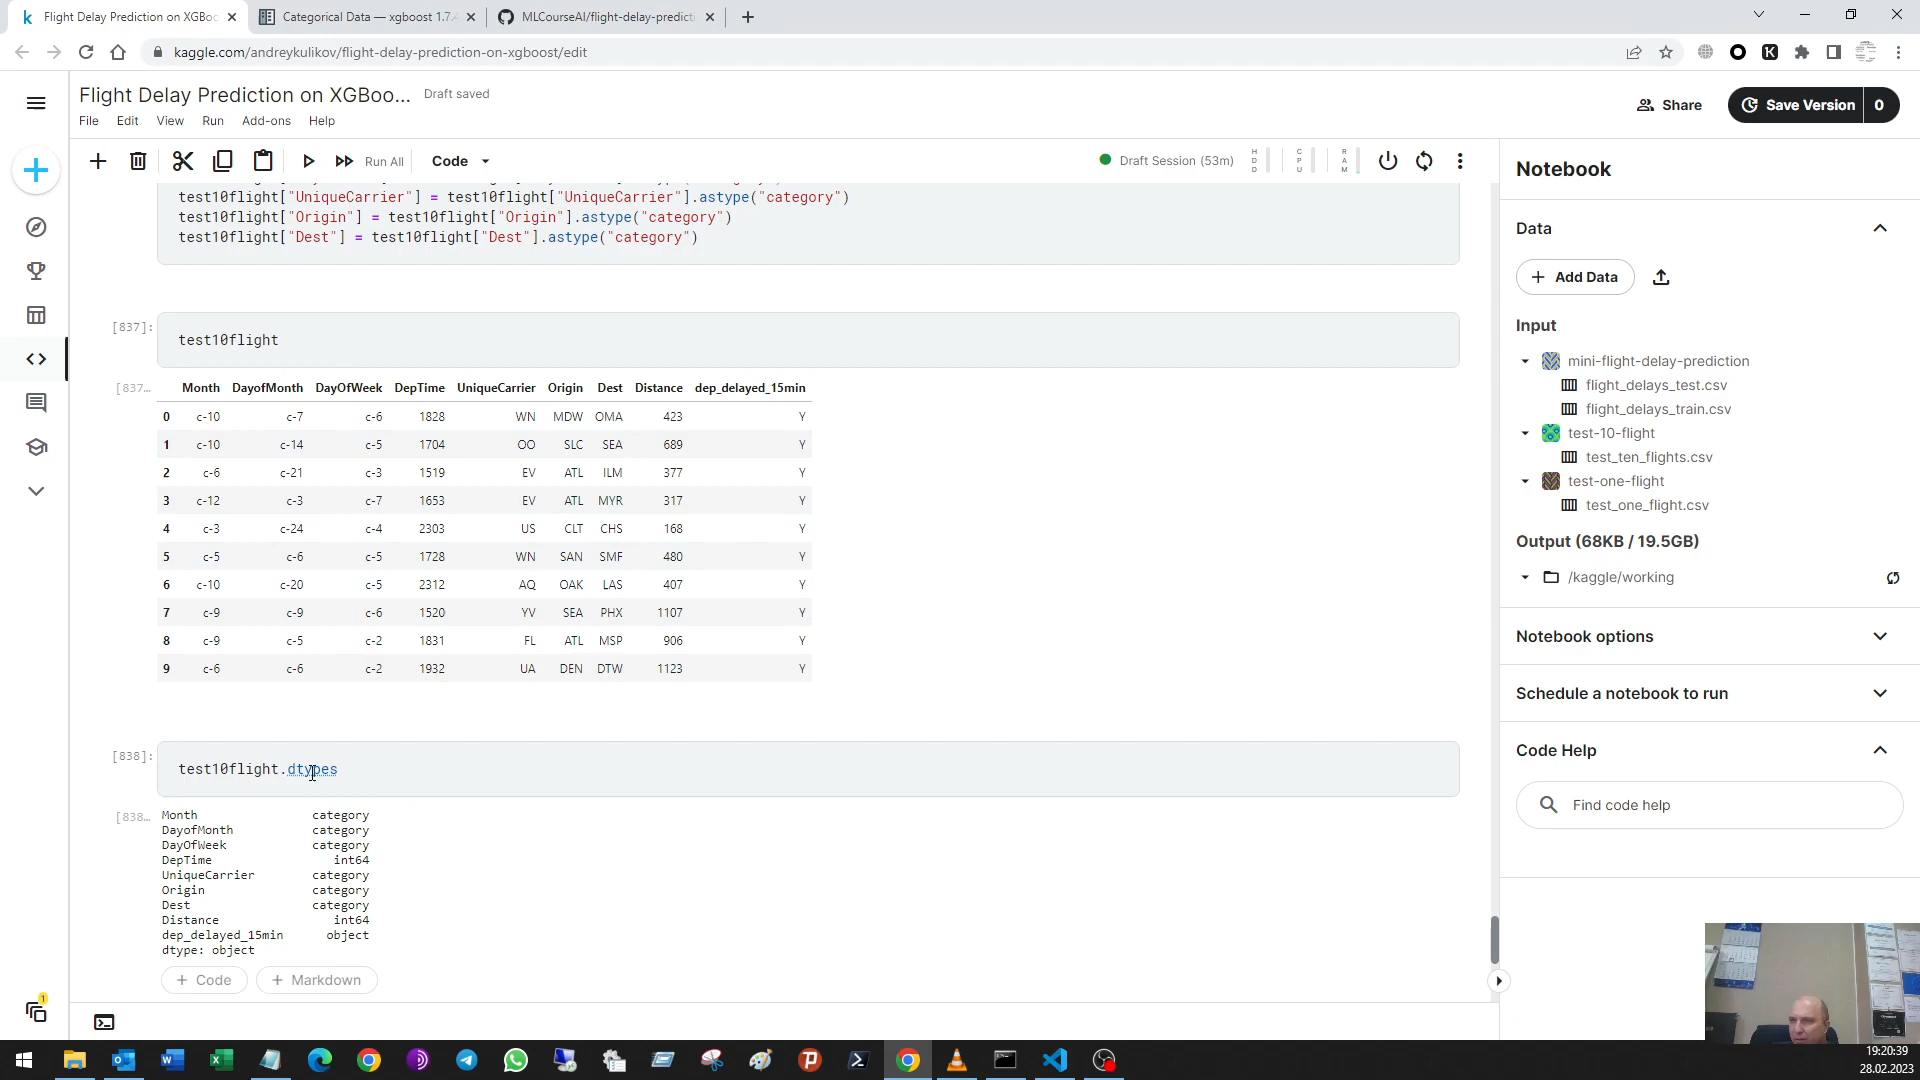 Flight Delay Prediction on XGBoo
Categorical Data — xgboost 1.7.
MLCourseAI/flight-delay-predicti
kaggle.com/andreykulikov/flight-delay-prediction-on-xgboost/edit
Flight Delay Prediction on XGBoo... Draft saved
File Edit View Run Add-ons Help
Share
Save Version 0
Run All
Code
Draft Session (53m)
HDD
CPU
RAM
test10flight["UniqueCarrier"] = test10flight["UniqueCarrier"].astype("category")
test10flight["Origin"] = test10flight["Origin"].astype("category")
test10flight["Dest"] = test10flight["Dest"].astype("category")
[837]:
test10flight
[837…
Month DayofMonth DayOfWeek DepTime UniqueCarrier Origin Dest Distance dep_delayed_15min
0 c-10 c-7 c-6 1828 WN MDW OMA 423 Y
1 c-10 c-14 c-5 1704 OO SLC SEA 689 Y
2 c-6 c-21 c-3 1519 EV ATL ILM 377 Y
3 c-12 c-3 c-7 1653 EV ATL MYR 317 Y
4 c-3 c-24 c-4 2303 US CLT CHS 168 Y
5 c-5 c-6 c-5 1728 WN SAN SMF 480 Y
6 c-10 c-20 c-5 2312 AQ OAK LAS 407 Y
7 c-9 c-9 c-6 1520 YV SEA PHX 1107 Y
8 c-9 c-5 c-2 1831 FL ATL MSP 906 Y
9 c-6 c-6 c-2 1932 UA DEN DTW 1123 Y
[838]:
test10flight.dtypes
[838…
Month category
DayofMonth category
DayOfWeek category
DepTime int64
UniqueCarrier category
Origin category
Dest category
Distance int64
dep_delayed_15min object
dtype: object
+ Code
+ Markdown
Notebook
Data
+ Add Data
Input
mini-flight-delay-prediction
flight_delays_test.csv
flight_delays_train.csv
test-10-flight
test_ten_flights.csv
test-one-flight
test_one_flight.csv
Output (68KB / 19.5GB)
/kaggle/working
Notebook options
Schedule a notebook to run
Code Help
Find code help
1
19:20:39
28.02.2023